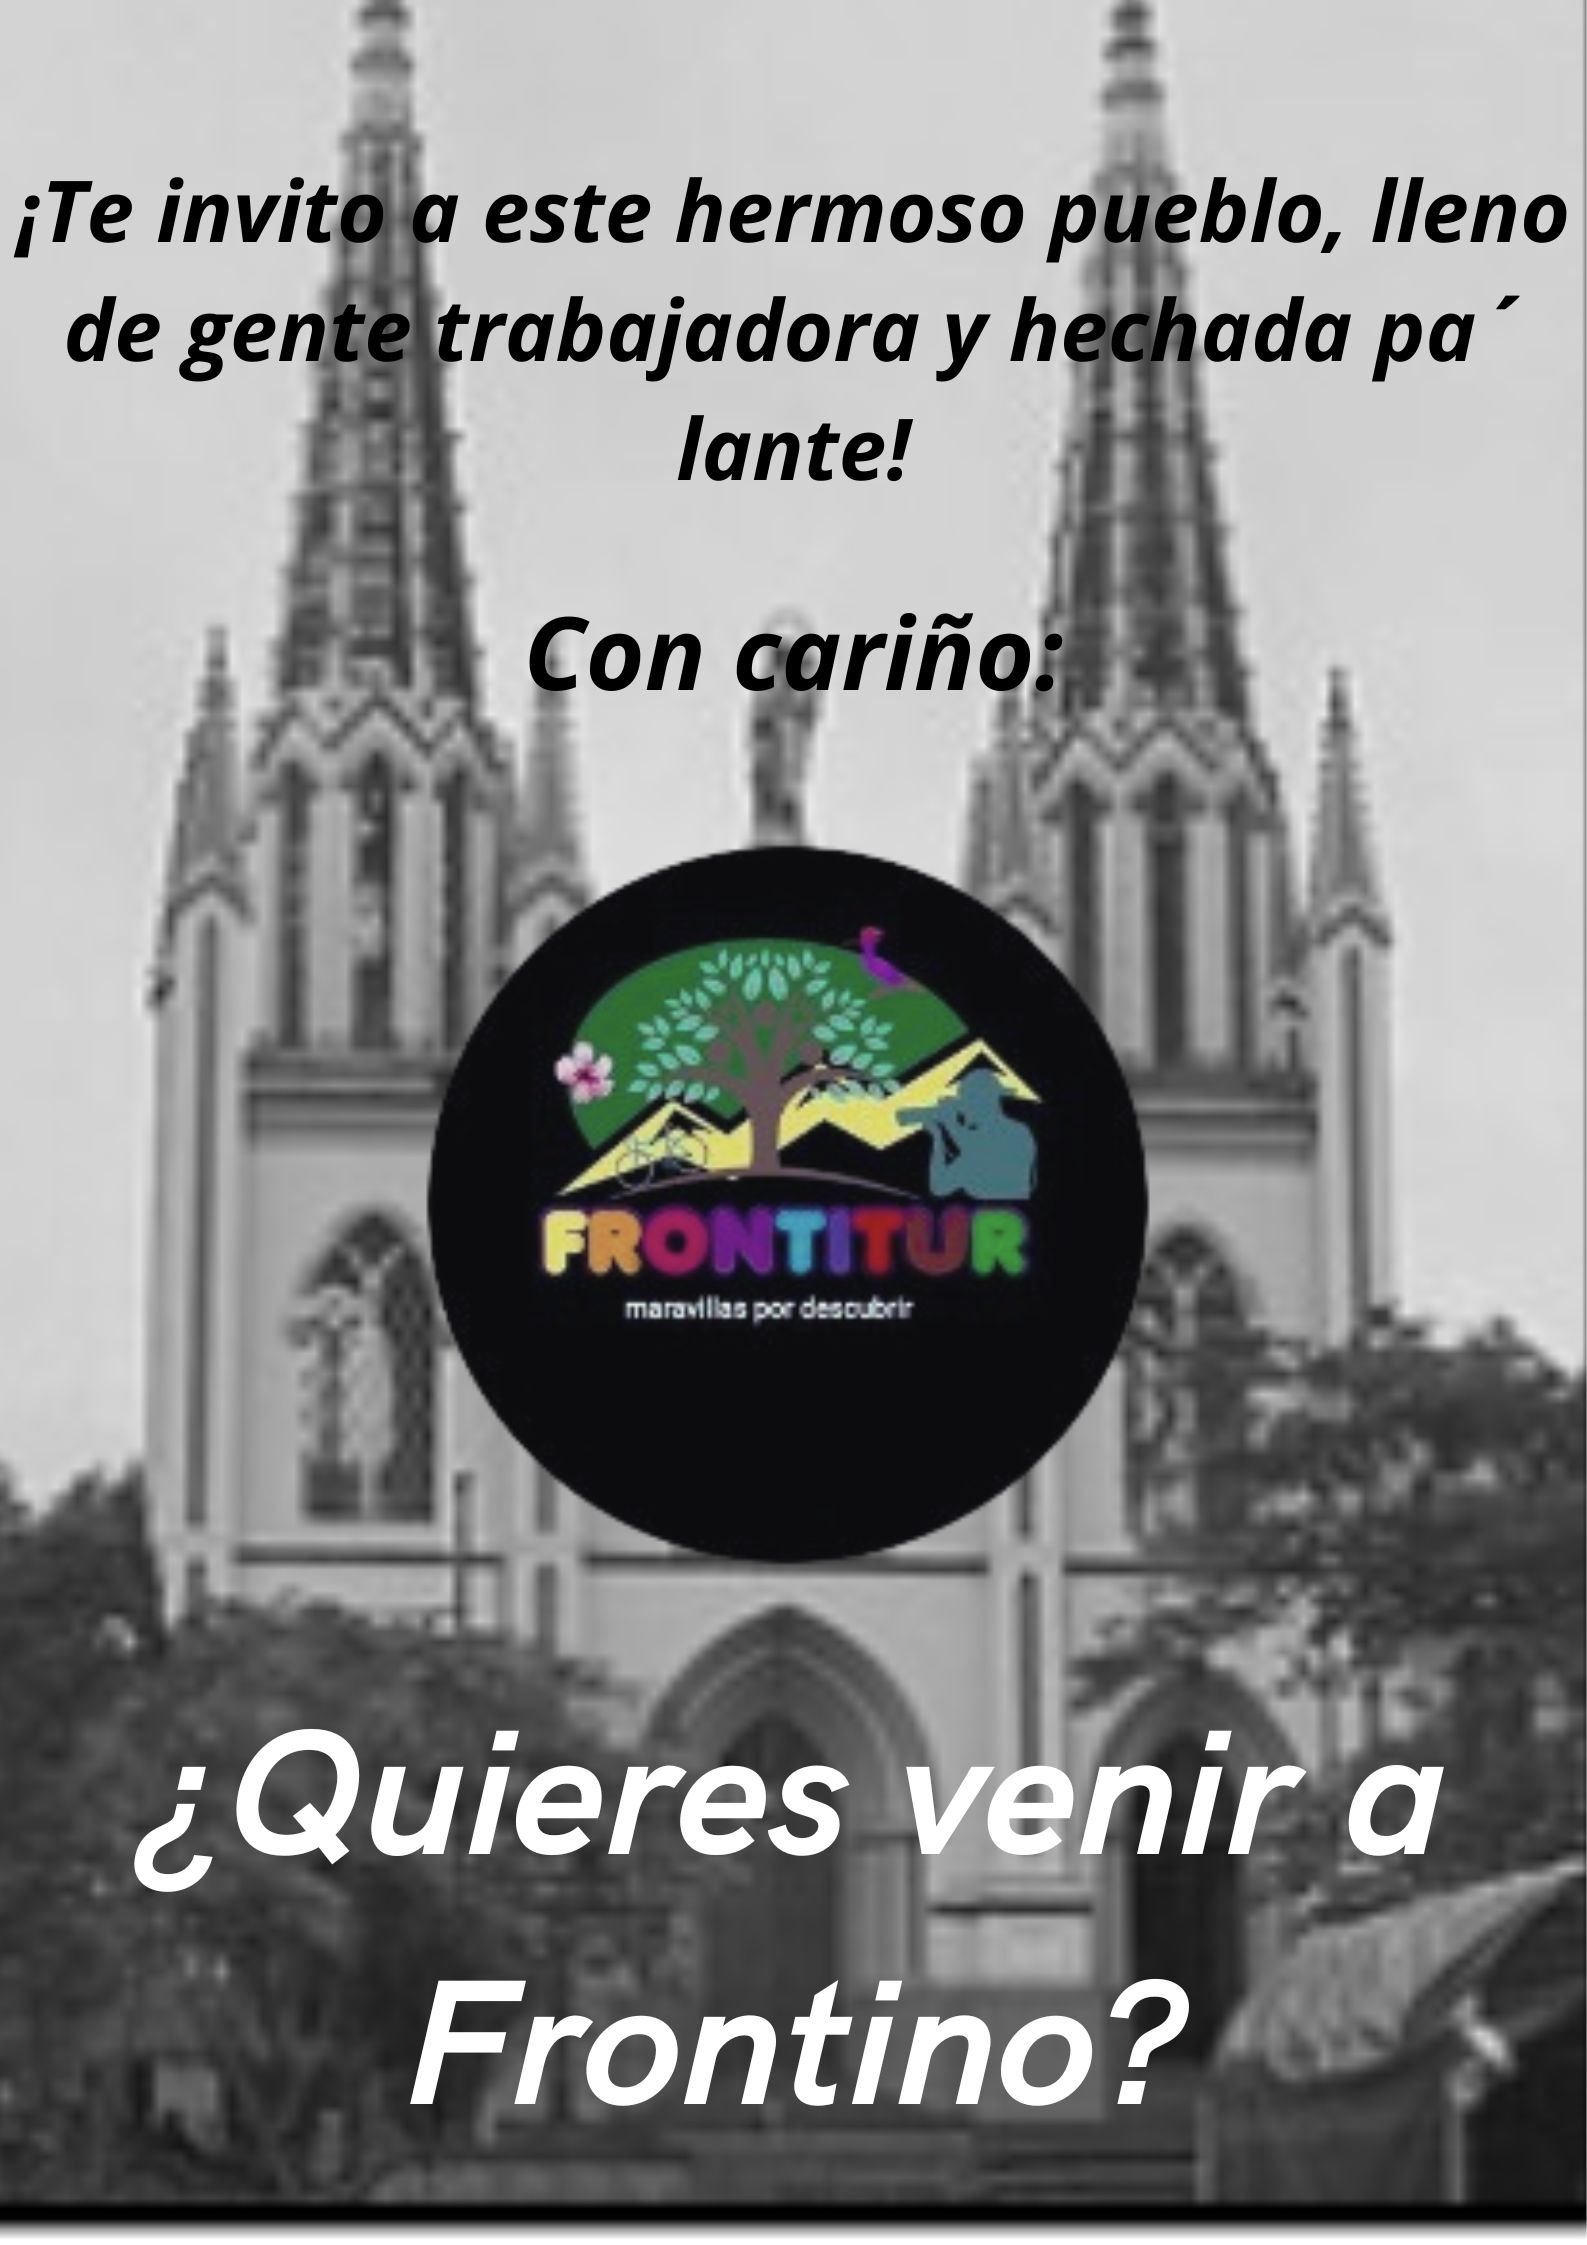 ¡Te invito a este hermoso pueblo, lleno
de gente trabajadora y hechada pa´
lante!
Con cariño:
FRONTITUR
maravillas por descubrir
¿Quieres venir a
Frontino?